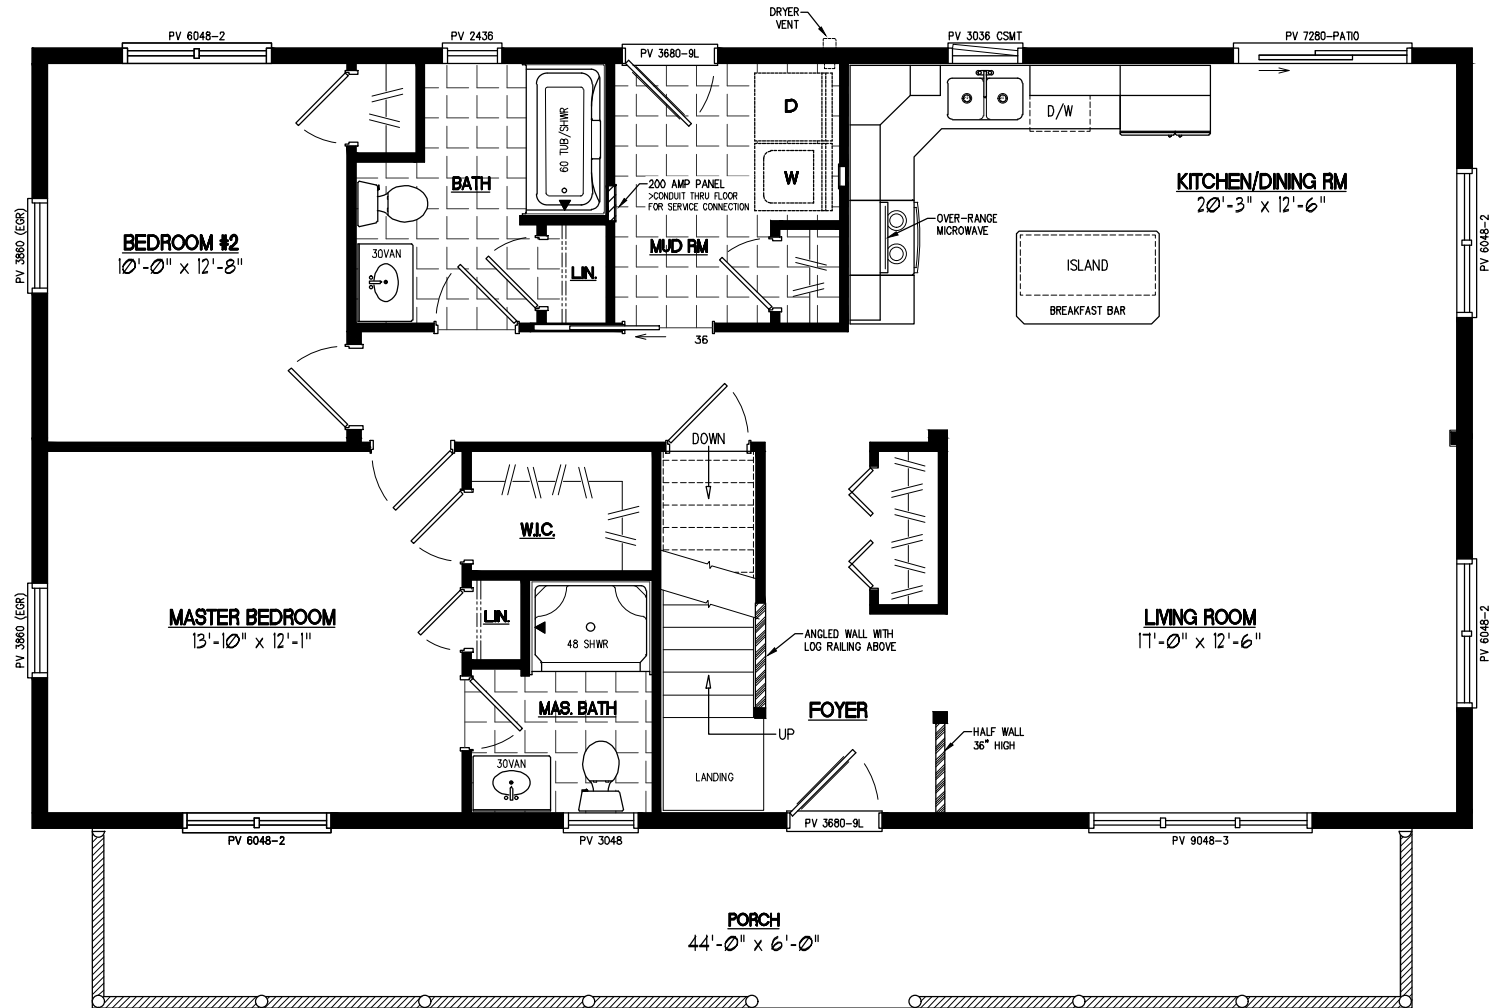 DRYER
VENT
PV 6048-2
PV 2436
PV 3680-9L
PV 3036 CSMT
PV 7280-PATIO
D
D/W
60 TUB/SHWR
W
BATH
200 AMP PANEL
>CONDUIT THRU FLOOR
FOR SERVICE CONNECTION
KITCHEN/DINING RM
20'-3" x 12'-6"
OVER-RANGE
MICROWAVE
PV 3860 (EGR)
BEDROOM #2
10'-0" x 12'-8"
30VAN
LIN.
MUD RM
ISLAND
BREAKFAST BAR
PV 6048-2
36
DOWN
W.I.C.
MASTER BEDROOM
13'-10" x 12'-1"
PV 3860 (EGR)
LIN.
48 SHWR
ANGLED WALL WITH
LOG RAILING ABOVE
LIVING ROOM
17'-0" x 12'-6"
PV 6048-2
MAS. BATH
FOYER
UP
HALF WALL
36" HIGH
30VAN
LANDING
PV 6048-2
PV 3048
PV 3680-9L
PV 9048-3
PORCH
44'-0" x 6'-0"